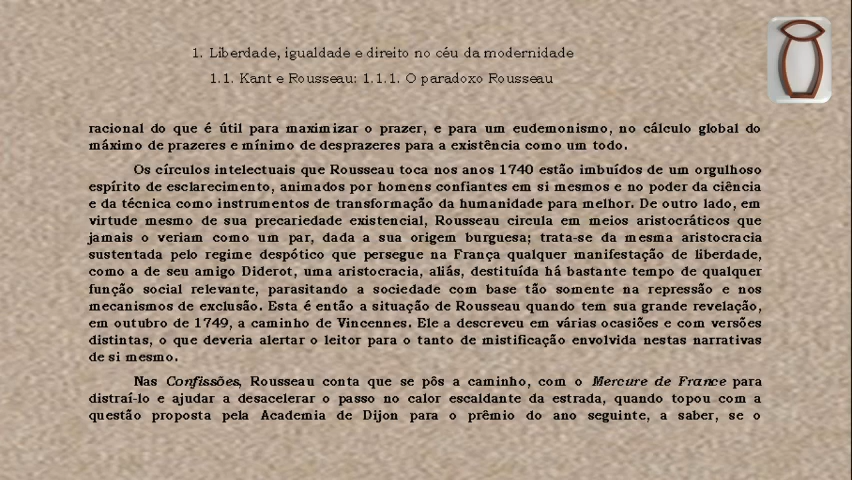 1. Liberdade, igualdade e direito no céu da modernidade
1.1. Kant e Rousseau: 1.1.1. O paradoxo Rousseau
racional do que é útil para maximizar o prazer, e para um eudemonismo, no cálculo global do
máximo de prazeres e mínimo de desprazeres para a existência como um todo.
Os círculos intelectuais que Rousseau toca nos anos 1740 estão imbuídos de um orgulhoso
espírito de esclarecimento, animados por homens confiantes em si mesmos e no poder da ciência
e da técnica como instrumentos de transformação da humanidade para melhor. De outro lado, em
virtude mesmo de sua precariedade existencial, Rousseau circula em meios aristocráticos que
jamais o veriam como um par, dada a sua origem burguesa; trata-se da mesma aristocracia
sustentada pelo regime despótico que persegue na França qualquer manifestação de liberdade,
como a de seu amigo Diderot, uma aristocracia, aliás, destituída há bastante tempo de qualquer
função social relevante, parasitando a sociedade com base tão somente na repressão e nos
mecanismos de exclusão. Esta é então a situação de Rousseau quando tem sua grande revelação,
em outubro de 1749, a caminho de Vincennes. Ele a descreveu em várias ocasiões e com versões
distintas, o que deveria alertar o leitor para o tanto de mistificação envolvida nestas narrativas
de si mesmo.
Nas Confissões, Rousseau conta que se pôs a caminho, com o Mercure de France para
distraí-lo e ajudar a desacelerar o passo no calor escaldante da estrada, quando topou com a
questão proposta pela Academia de Dijon para o prêmio do ano seguinte, a saber, se o